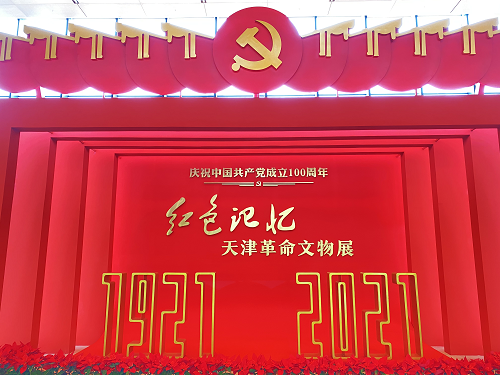 庆祝中国共产党成立100周年
红色记忆
天津革命文物展
1921 2021